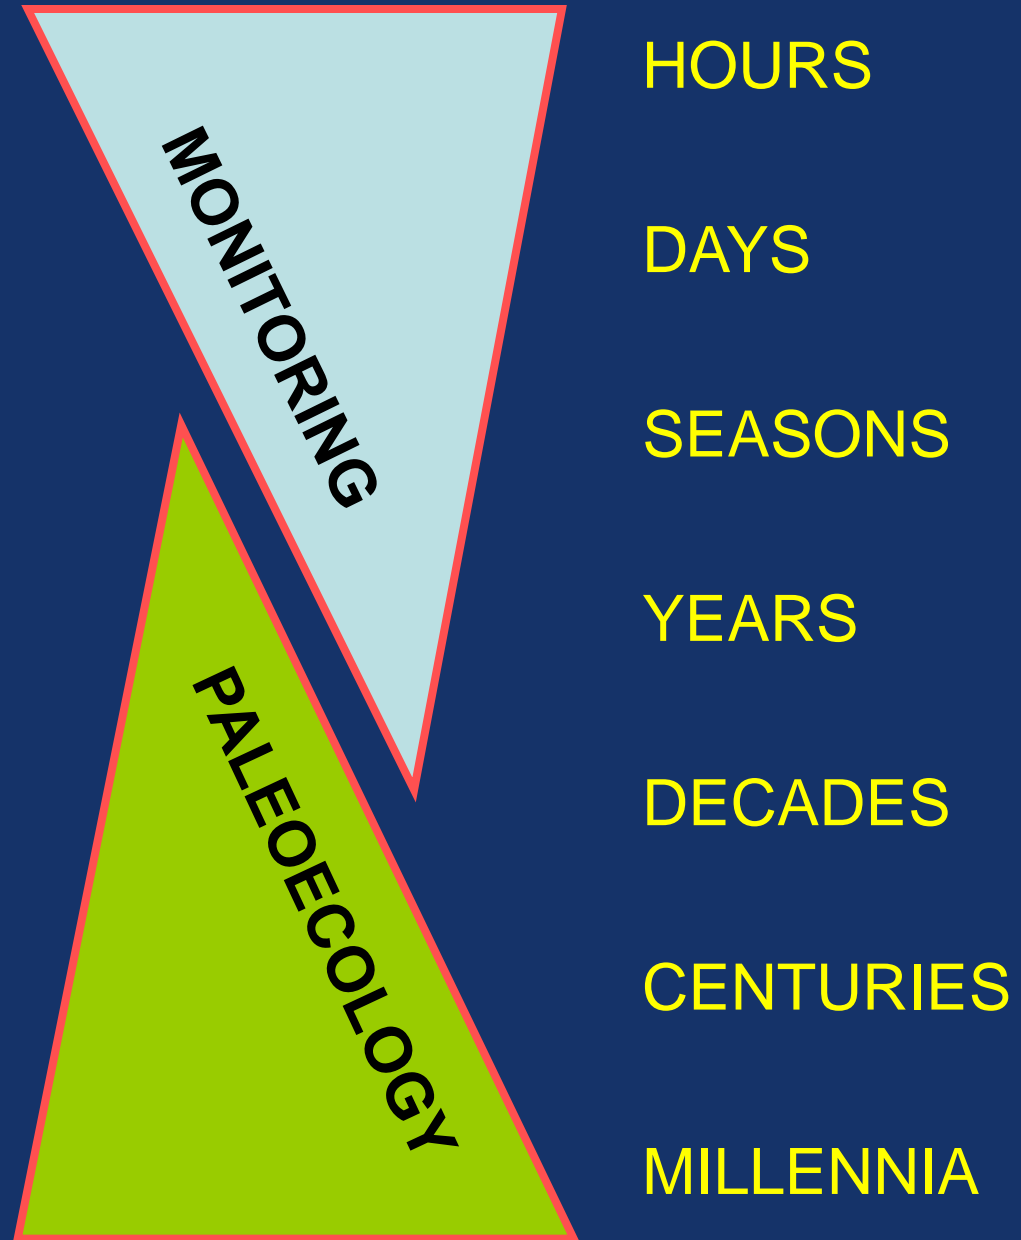 MONITORING
PALEOECOLOGY
HOURS
DAYS
SEASONS
YEARS
DECADES
CENTURIES
MILLENNIA